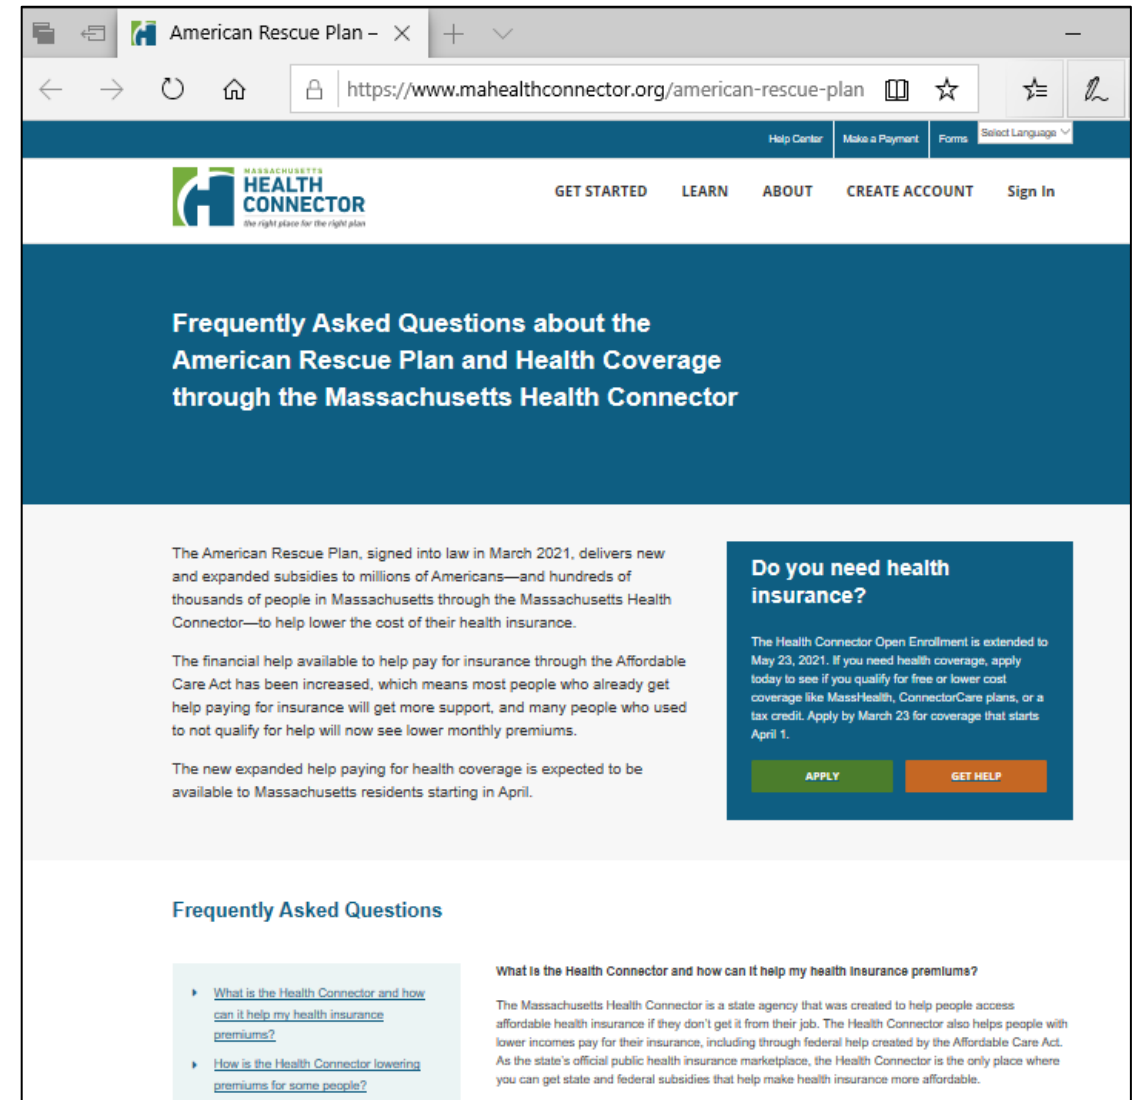 American Rescue Plan –
https://www.mahealthconnector.org/american-rescue-plan
Help Center Make a Payment Forms Select Language
MASSACHUSETTS
HEALTH
CONNECTOR
the right place for the right plan
GET STARTED LEARN ABOUT CREATE ACCOUNT Sign In
Frequently Asked Questions about the
American Rescue Plan and Health Coverage
through the Massachusetts Health Connector
The American Rescue Plan, signed into law in March 2021, delivers new
and expanded subsidies to millions of Americans—and hundreds of
thousands of people in Massachusetts through the Massachusetts Health
Connector—to help lower the cost of their health insurance.
The financial help available to help pay for insurance through the Affordable
Care Act has been increased, which means most people who already get
help paying for insurance will get more support, and many people who used
to not qualify for help will now see lower monthly premiums.
The new expanded help paying for health coverage is expected to be
available to Massachusetts residents starting in April.
Do you need health
insurance?
The Health Connector Open Enrollment is extended to
May 23, 2021. If you need health coverage, apply
today to see if you qualify for free or lower cost
coverage like MassHealth, ConnectorCare plans, or a
tax credit. Apply by March 23 for coverage that starts
April 1.
APPLY GET HELP
Frequently Asked Questions
What is the Health Connector and how
can it help my health insurance
premiums?
How is the Health Connector lowering
premiums for some people?
What is the Health Connector and how can it help my health insurance premiums?
The Massachusetts Health Connector is a state agency that was created to help people access
affordable health insurance if they don't get it from their job. The Health Connector also helps people with
lower incomes pay for their insurance, including through federal help created by the Affordable Care Act.
As the state's official public health insurance marketplace, the Health Connector is the only place where
you can get state and federal subsidies that help make health insurance more affordable.